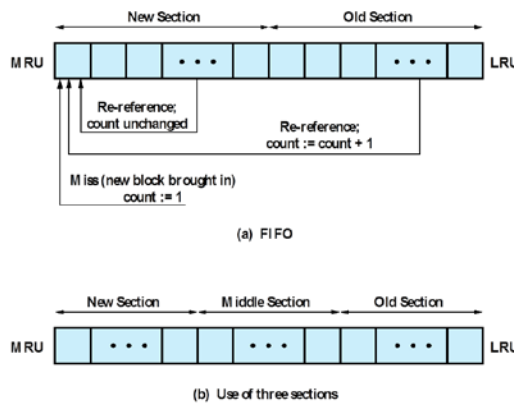 New Section Old Section
MRU • • • • • • LRU
Re-reference;
count unchanged
Re-reference;
count := count + 1
Miss (new block brought in)
count := 1
(a) FIFO
New Section Middle Section Old Section
MRU • • • • • • • • • LRU
(b) Use of three sections